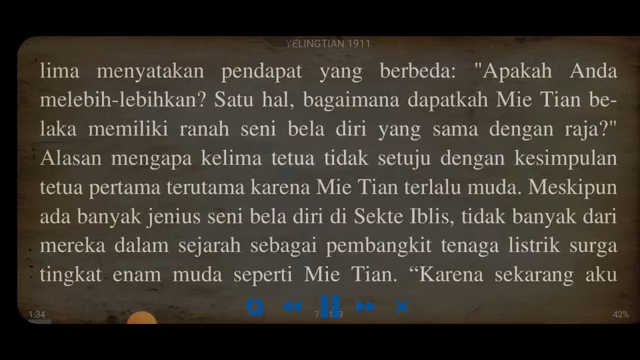 YELINGTIAN 1911
lima menyatakan pendapat yang berbeda: "Apakah Anda
melebih-lebihkan? Satu hal, bagaimana dapatkah Mie Tian be-
laka memiliki ranah seni bela diri yang sama dengan raja?"
Alasan mengapa kelima tetua tidak setuju dengan kesimpulan
tetua pertama terutama karena Mie Tian terlalu muda. Meskipun
ada banyak jenius seni bela diri di Sekte Iblis, tidak banyak dari
mereka dalam sejarah sebagai pembangkit tenaga listrik surga
tingkat enam muda seperti Mie Tian. “Karena sekarang aku
1:34
42%